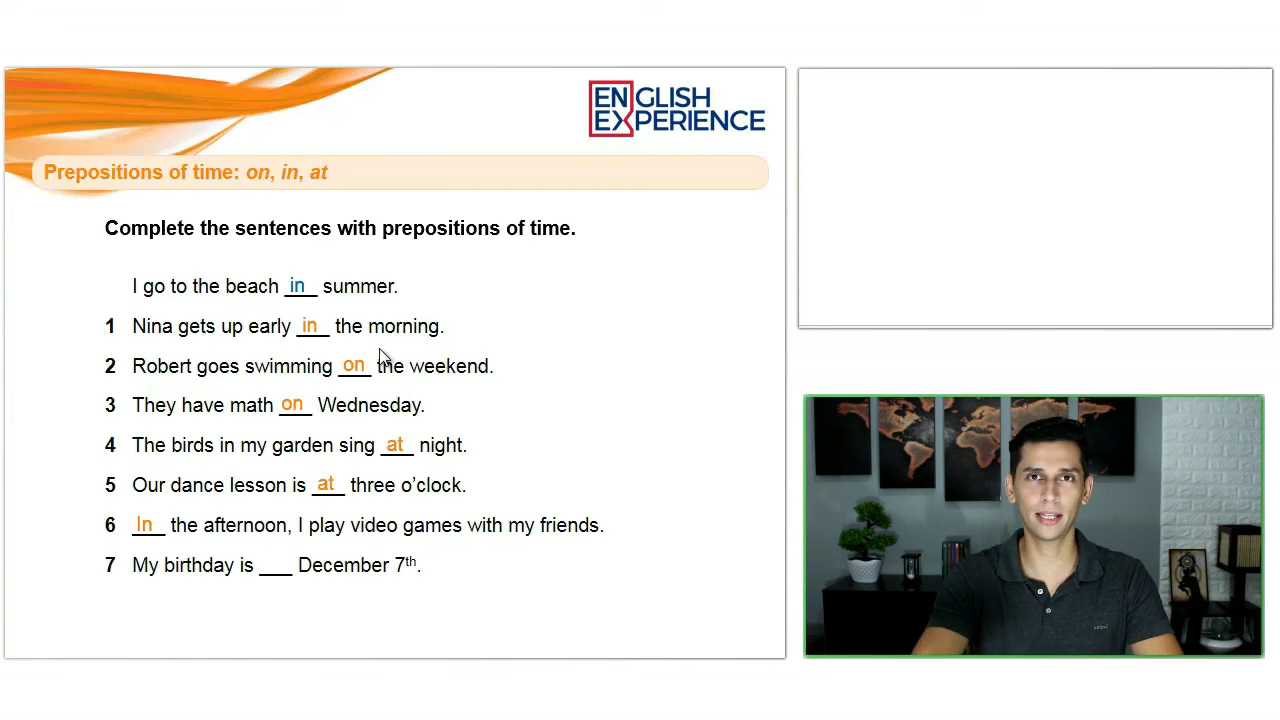 ENGLISH
EXPERIENCE
Prepositions of time: on, in, at
Complete the sentences with prepositions of time.
I go to the beach in summer.
1 Nina gets up early in the morning.
2 Robert goes swimming on the weekend.
3 They have math on Wednesday.
4 The birds in my garden sing at night.
5 Our dance lesson is at three o’clock.
6 In the afternoon, I play video games with my friends.
7 My birthday is ___ December 7th.